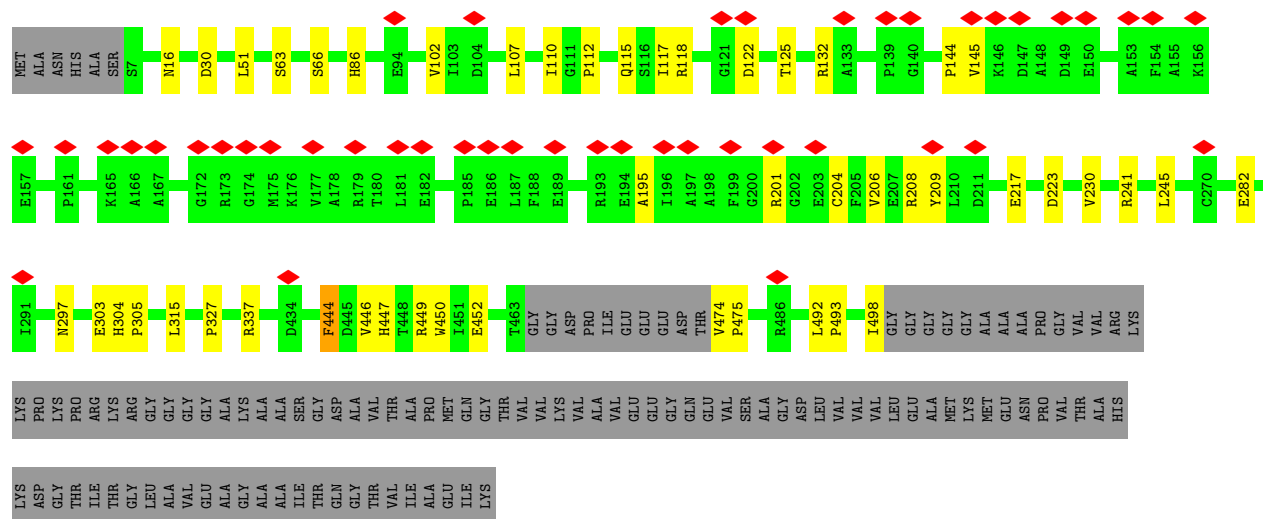 MET ALA ASN HIS ALA SER S7 N16 D30 L51 S63 S66 H86 E94 V102 I103 D104 L107 I110 G111 P112 Q115 S116 I117 R118 G121 D122 T125 R132 A133 P139 G140 P144 V145 K146 D147 A148 D149 E150 A153 F154 A155 K156
E157 P161 K165 A166 A167 G172 R173 G174 M175 K176 V177 A178 R179 T180 L181 E182 P185 E186 L187 F188 E189 R193 E194 A195 I196 A197 A198 F199 G200 R201 G202 E203 C204 F205 V206 E207 R208 Y209 L210 D211 E217 D223 V230 R241 L245 C270 E282
I291 N297 E303 H304 P305 L315 P327 R337 D434 F444 D445 V446 H447 T448 R449 W450 I451 E452 T463 GLY GLY ASP PRO ILE GLU GLU ASP THR V474 P475 R486 L492 P493 I498 GLY GLY GLY GLY GLY ALA ALA ALA PRO GLY VAL VAL ARG LYS
LYS PRO LYS PRO ARG LYS ARG GLY GLY GLY GLY ALA LYS ALA ALA SER GLY ASP ALA VAL THR ALA PRO MET GLN GLY THR VAL VAL LYS VAL ALA VAL GLU GLU GLY GLN GLU VAL SER ALA GLY ASP LEU VAL VAL VAL LEU GLU ALA MET LYS MET GLU ASN PRO VAL THR ALA HIS
LYS ASP GLY THR ILE THR GLY LEU ALA VAL GLU ALA GLY ALA ALA ILE THR GLN GLY THR VAL ILE ALA GLU ILE LYS